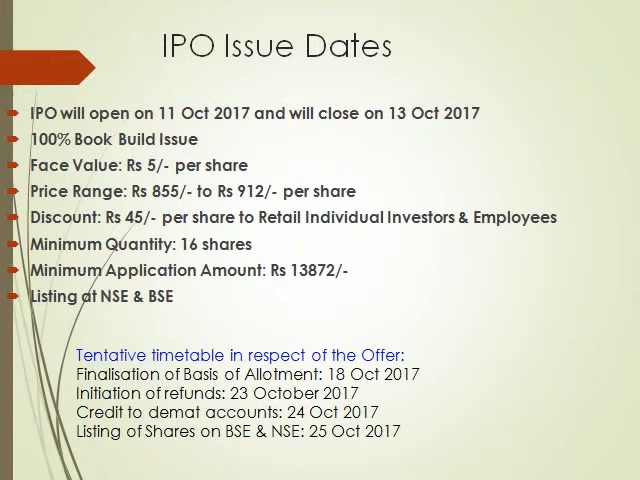 IPO Issue Dates
IPO will open on 11 Oct 2017 and will close on 13 Oct 2017
100% Book Build Issue
Face Value: Rs 5/- per share
Price Range: Rs 855/- to Rs 912/- per share
Discount: Rs 45/- per share to Retail Individual Investors & Employees
Minimum Quantity: 16 shares
Minimum Application Amount: Rs 13872/-
Listing at NSE & BSE
Tentative timetable in respect of the Offer:
Finalisation of Basis of Allotment: 18 Oct 2017
Initiation of refunds: 23 October 2017
Credit to demat accounts: 24 Oct 2017
Listing of Shares on BSE & NSE: 25 Oct 2017